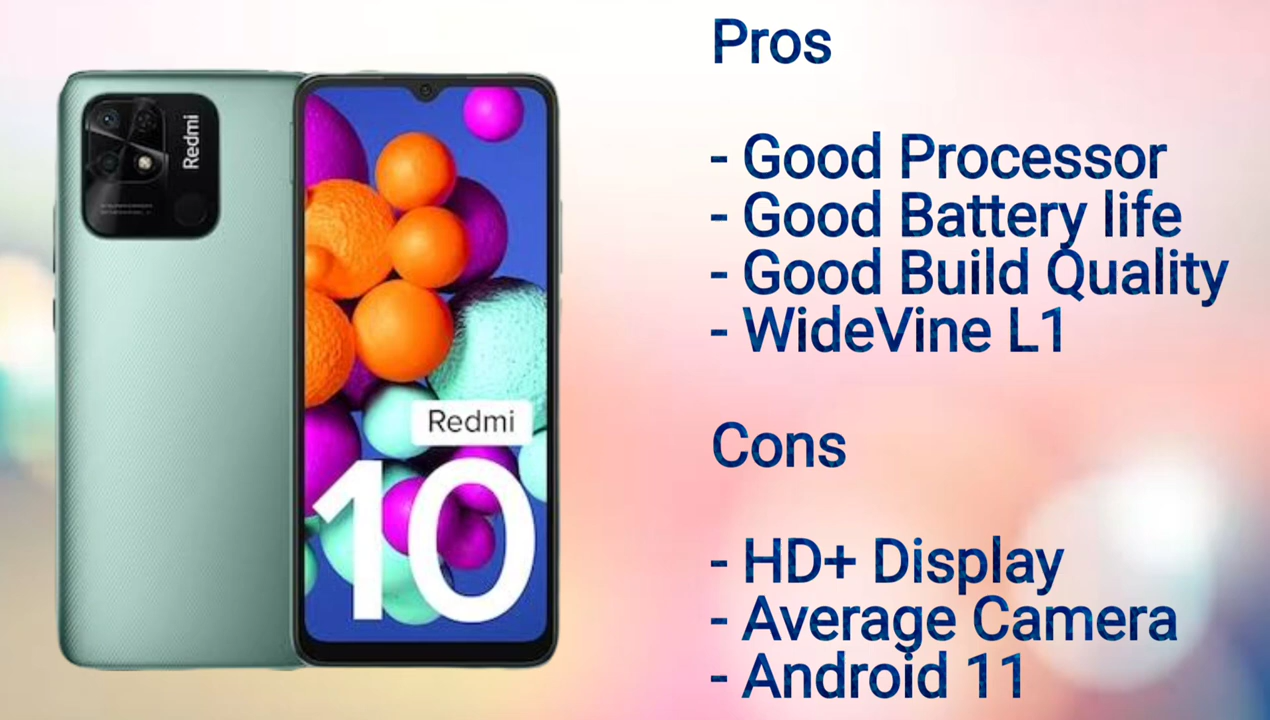 Redmi
Redmi
10
Pros
- Good Processor
- Good Battery life
- Good Build Quality
- WideVine L1
Cons
- HD+ Display
- Average Camera
- Android 11